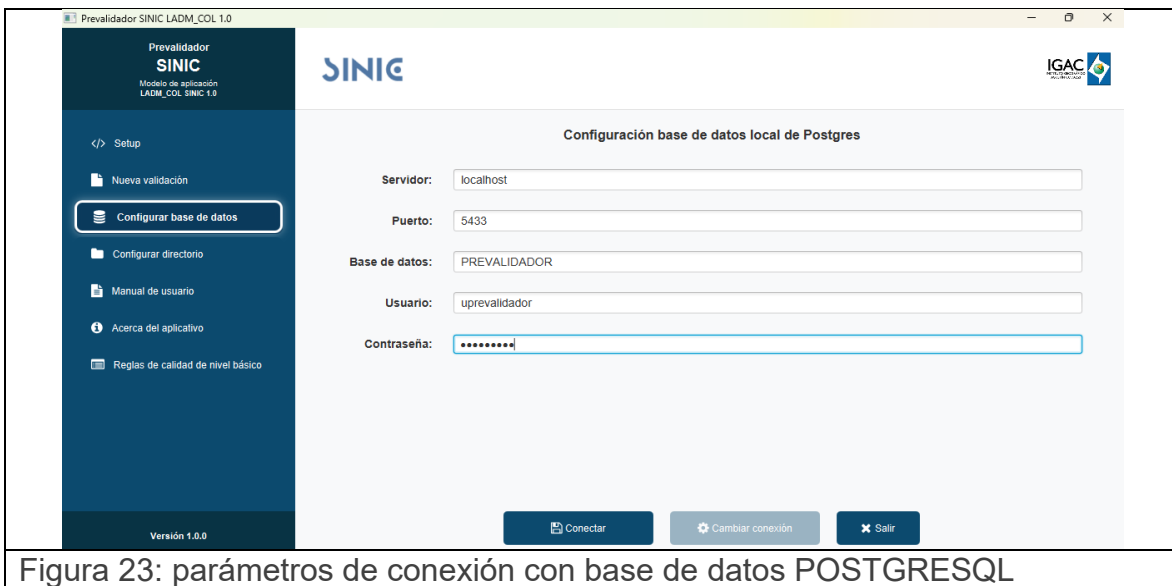 Prevalidador SINIC LADM_COL 1.0
Prevalidador
SINIC
Modelo de aplicación
LADM_COL SINIC 1.0
SINIC
IGAC
</> Setup
Nueva validación
Configurar base de datos
Configurar directorio
Manual de usuario
Acerca del aplicativo
Reglas de calidad de nivel básico
Versión 1.0.0
Configuración base de datos local de Postgres
Servidor: localhost
Puerto: 5433
Base de datos: PREVALIDADOR
Usuario: uprevalidador
Contraseña: •••••••••
Conectar
Cambiar conexión
Salir
Figura 23: parámetros de conexión con base de datos POSTGRESQL